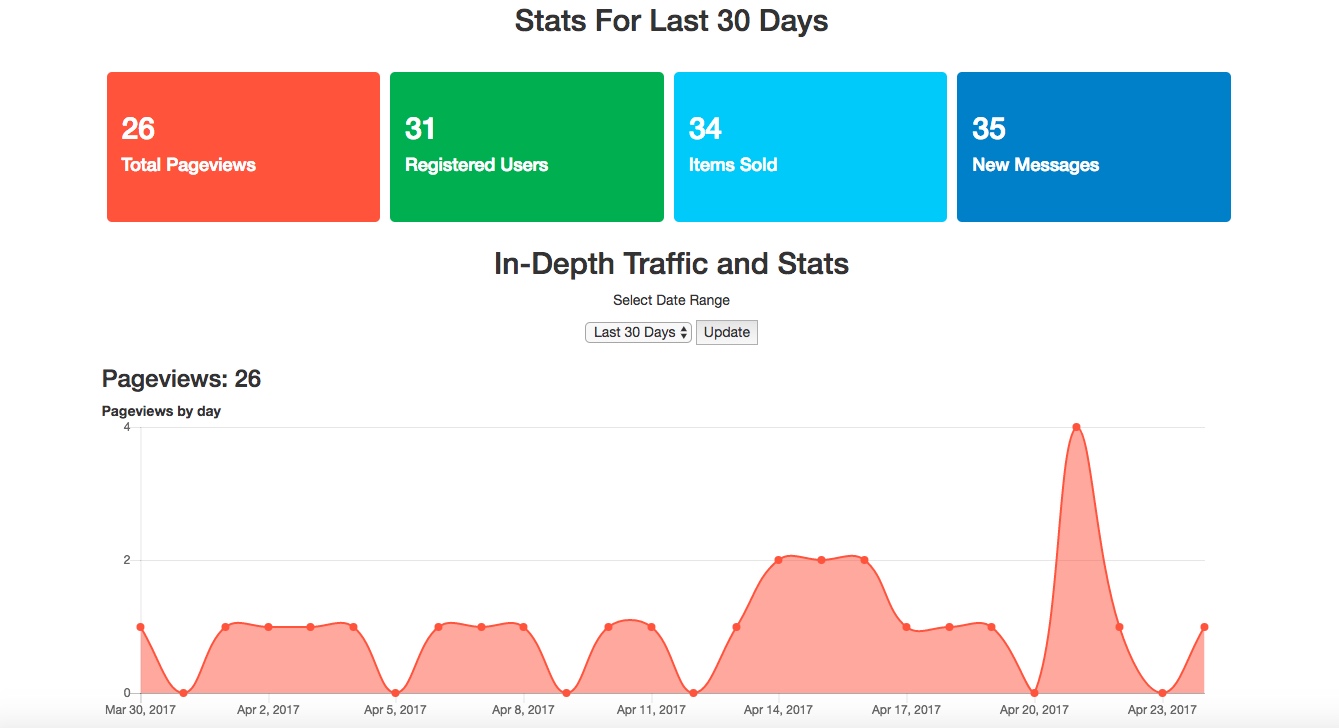 Stats For Last 30 Days
26
Total Pageviews
31
Registered Users
34
Items Sold
35
New Messages
In-Depth Traffic and Stats
Select Date Range
Last 30 Days
Update
Pageviews: 26
Pageviews by day
4
2
0
Mar 30, 2017 Apr 2, 2017 Apr 5, 2017 Apr 8, 2017 Apr 11, 2017 Apr 14, 2017 Apr 17, 2017 Apr 20, 2017 Apr 23, 2017